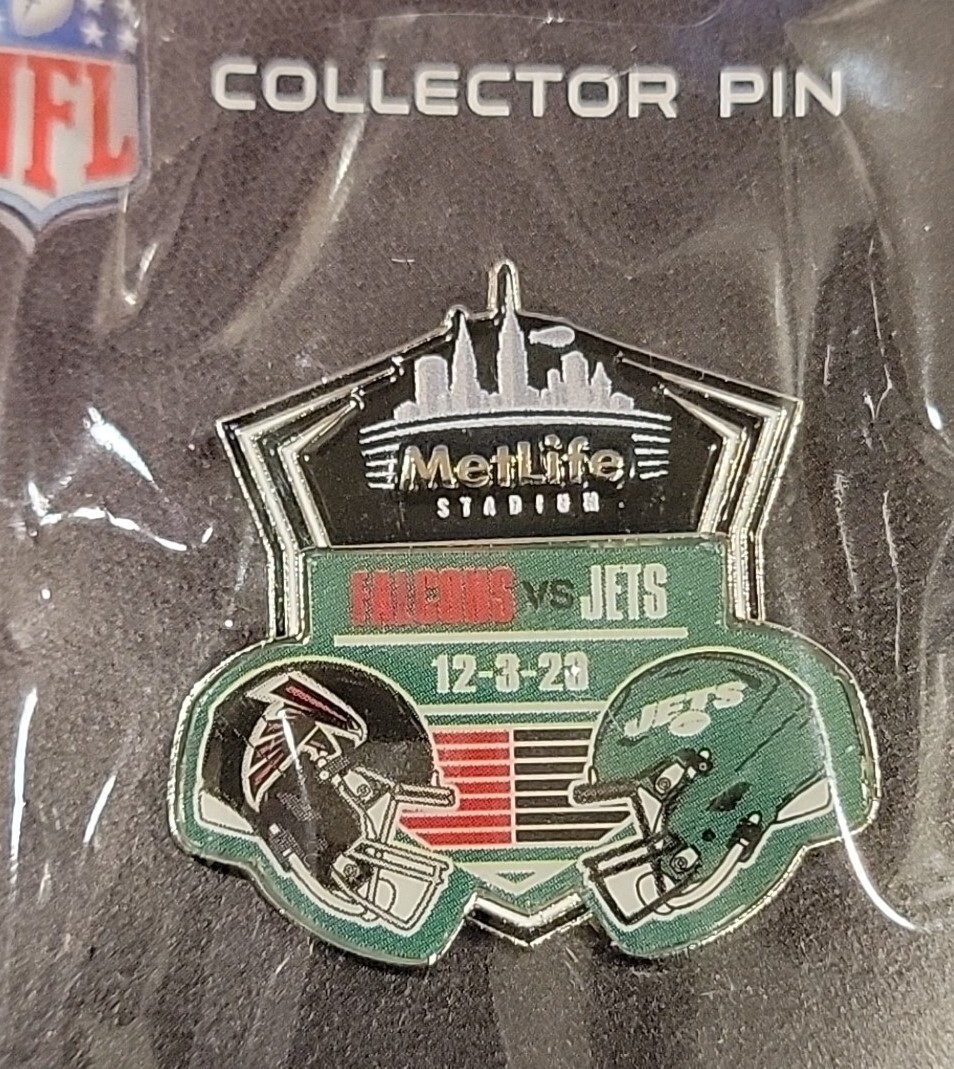 COLLECTOR PIN
NFL
MetLife
STADIUM
FALCONS VS JETS
12-3-23
JETS